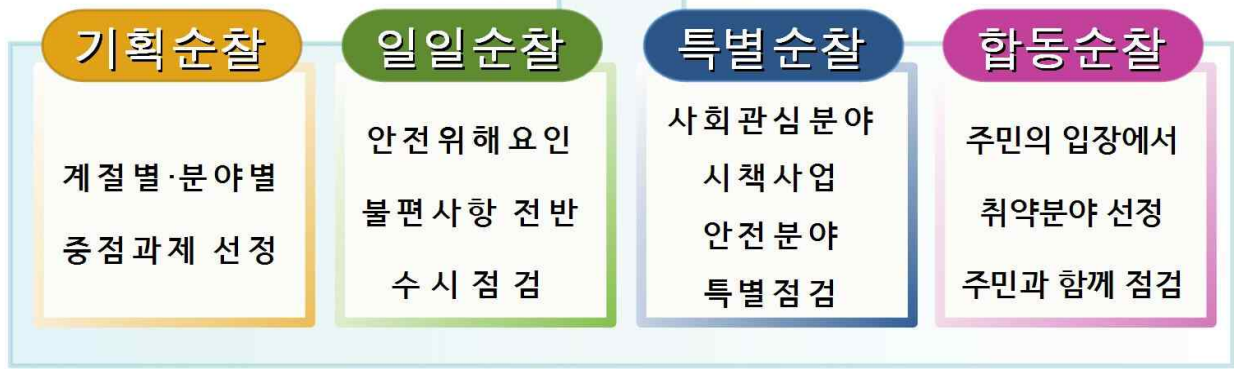 기획순찰
계절별·분야별
중점과제 선정
일일순찰
안전위해요인
불편사항 전반
수시점검
특별순찰
사회관심분야
시책사업
안전분야
특별점검
합동순찰
주민의 입장에서
취약분야 선정
주민과 함께 점검